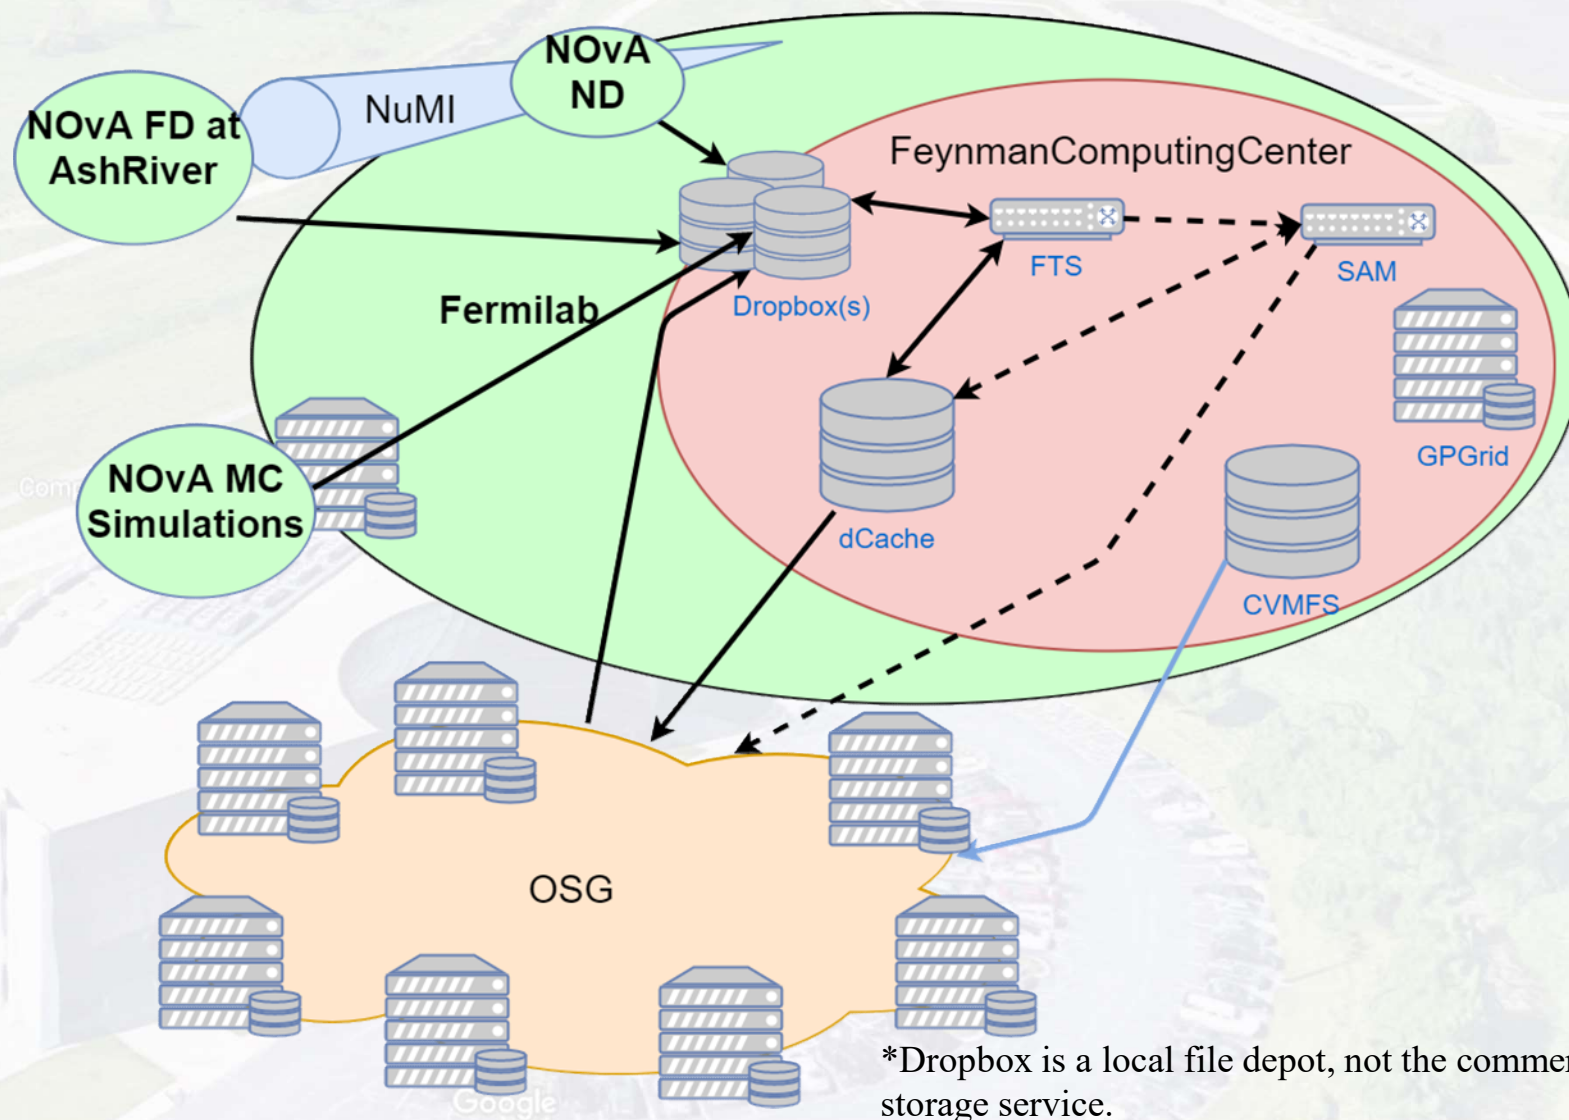 NOvA
ND
NuMI
NOvA FD at
AshRiver
FeynmanComputingCenter
FTS
SAM
Dropbox(s)
Fermilab
GPGrid
NOvA MC
Simulations
dCache
CVMFS
OSG
*Dropbox is a local file depot, not the
storage service.
Google